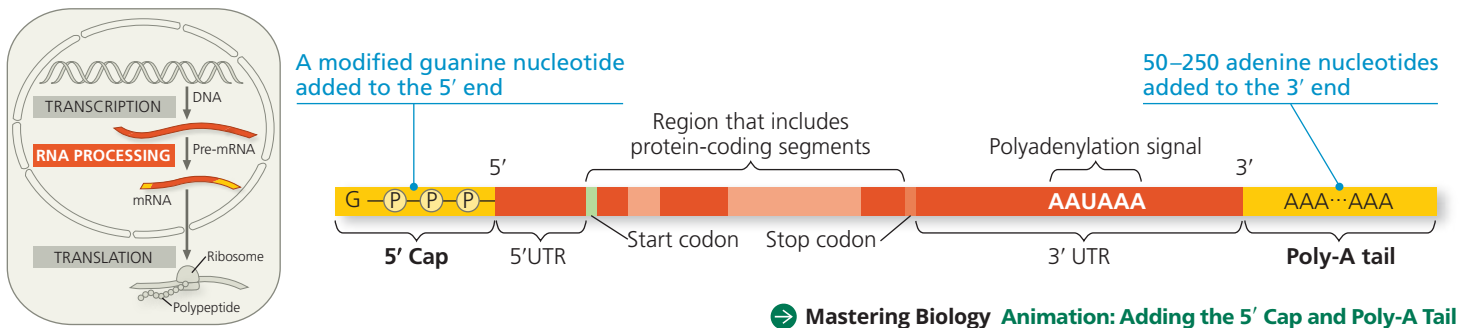 TRANSCRIPTION
DNA
RNA PROCESSING
Pre-mRNA
mRNA
TRANSLATION
Ribosome
Polypeptide
A modified guanine nucleotide
added to the 5′ end
50–250 adenine nucleotides
added to the 3′ end
Region that includes
protein-coding segments
Polyadenylation signal
5′
3′
G P P P
AAUAAA
AAA···AAA
Start codon
Stop codon
5′ Cap
5′UTR
3′ UTR
Poly-A tail
Mastering Biology Animation: Adding the 5′ Cap and Poly-A Tail